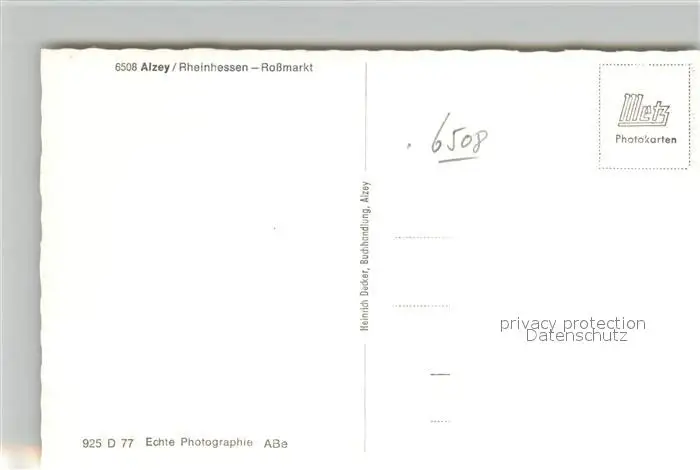 6508 Alzey / Rheinhessen – Roßmarkt
Metz
Photokarten
6508
Heinrich Decker, Buchhandlung, Alzey
privacy protection
Datenschutz
925 D 77 Echte Photographie ABe